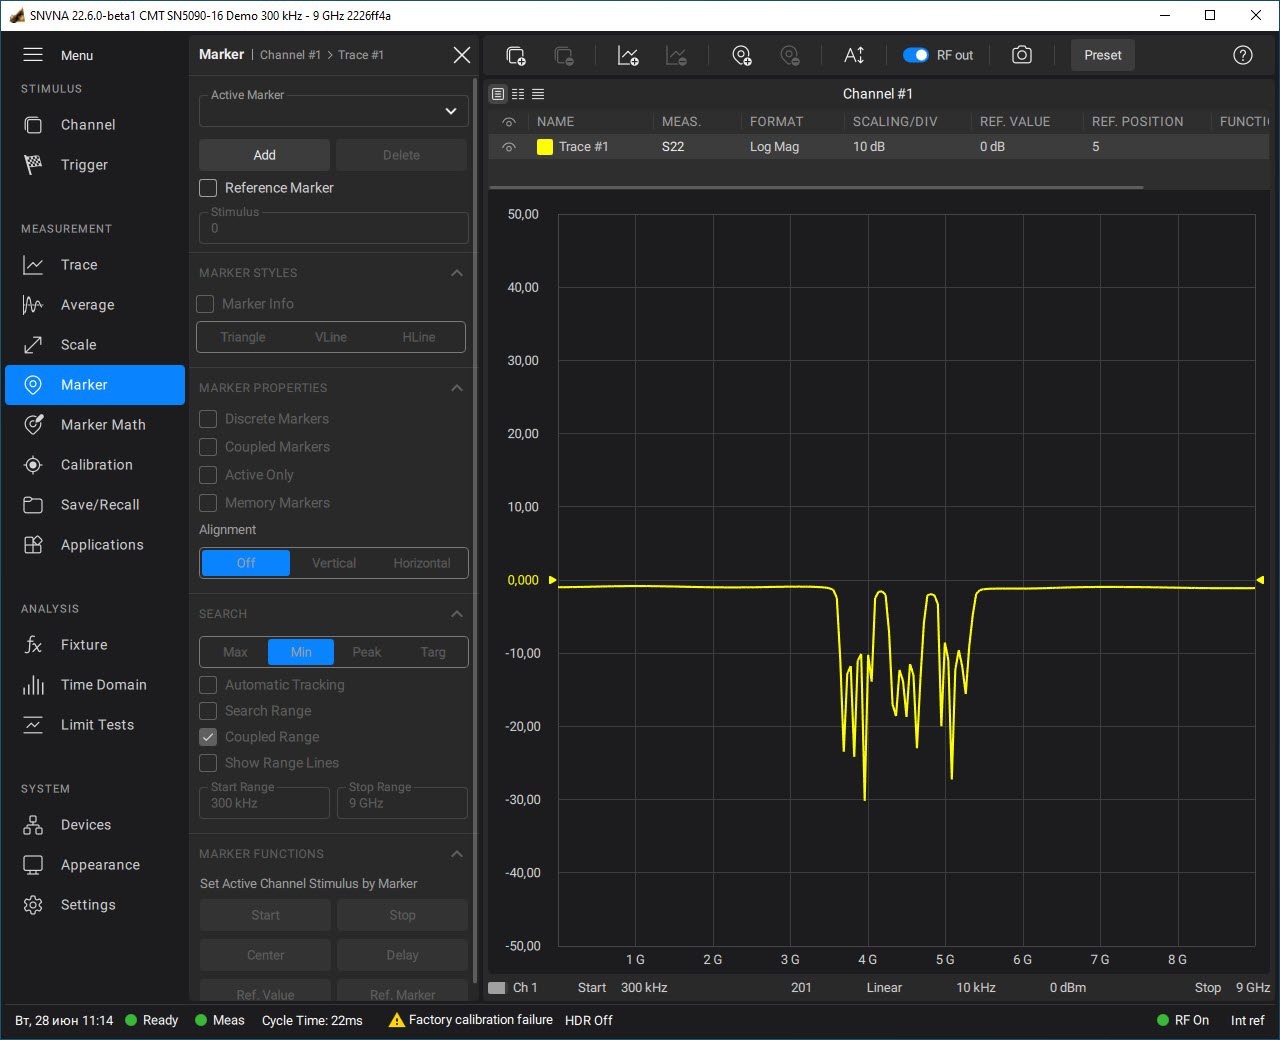 SNVNA 22.6.0-beta1 CMT SN5090-16 Demo 300 kHz - 9 GHz 2226ff4a
Menu
STIMULUS
Channel
Trigger
MEASUREMENT
Trace
Average
Scale
Marker
Marker Math
Calibration
Save/Recall
Applications
ANALYSIS
Fixture
Time Domain
Limit Tests
SYSTEM
Devices
Appearance
Settings
Marker | Channel #1 > Trace #1
Active Marker
Add Delete
Reference Marker
Stimulus
0
MARKER STYLES
Marker Info
Triangle VLine HLine
MARKER PROPERTIES
Discrete Markers
Coupled Markers
Active Only
Memory Markers
Alignment
Off Vertical Horizontal
SEARCH
Max Min Peak Targ
Automatic Tracking
Search Range
Coupled Range
Show Range Lines
Start Range Stop Range
300 kHz 9 GHz
MARKER FUNCTIONS
Set Active Channel Stimulus by Marker
Start Stop
Center Delay
Ref. Value Ref. Marker
RF out Preset
Channel #1
NAME MEAS. FORMAT SCALING/DIV REF. VALUE REF. POSITION FUNCTI
Trace #1 S22 Log Mag 10 dB 0 dB 5
50,00
40,00
30,00
20,00
10,00
0,000
-10,00
-20,00
-30,00
-40,00
-50,00
1 G 2 G 3 G 4 G 5 G 6 G 7 G 8 G
Ch 1 Start 300 kHz 201 Linear 10 kHz 0 dBm Stop 9 GHz
Вт, 28 июн 11:14 Ready Meas Cycle Time: 22ms Factory calibration failure HDR Off RF On Int ref